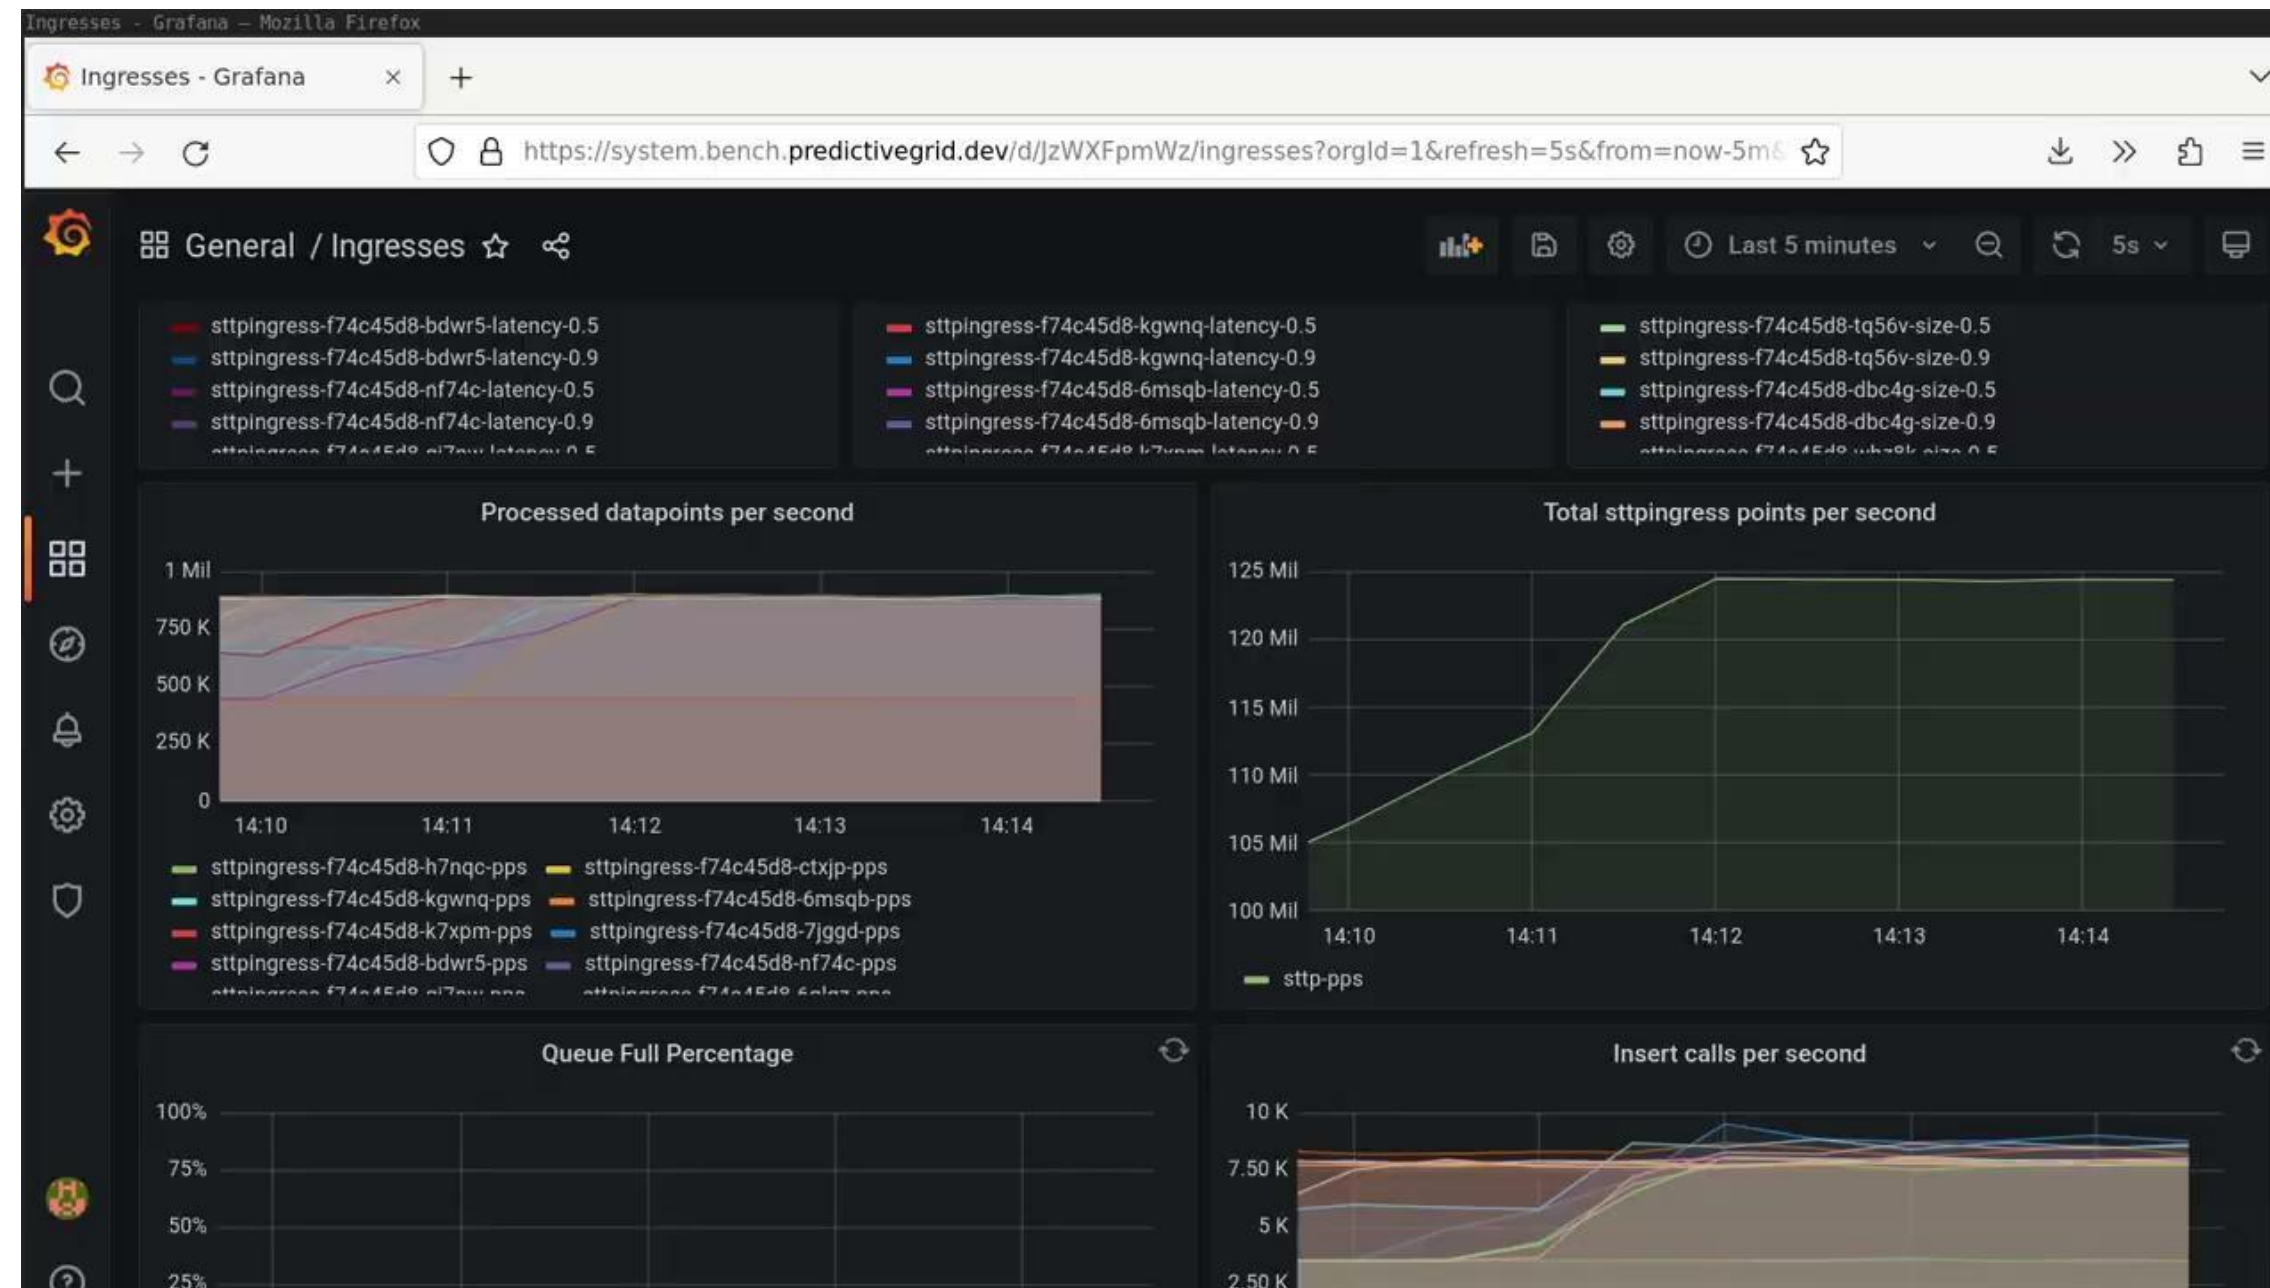 Ingresses - Grafana — Mozilla Firefox
Ingresses - Grafana
https://system.bench.predictivegrid.dev/d/JzWXFpmWz/ingresses?orgId=1&refresh=5s&from=now-5m&
General / Ingresses
Last 5 minutes
5s
sttpingress-f74c45d8-bdwr5-latency-0.5
sttpingress-f74c45d8-bdwr5-latency-0.9
sttpingress-f74c45d8-nf74c-latency-0.5
sttpingress-f74c45d8-nf74c-latency-0.9
sttpingress-f74c45d8-kgwnq-latency-0.5
sttpingress-f74c45d8-kgwnq-latency-0.9
sttpingress-f74c45d8-6msqb-latency-0.5
sttpingress-f74c45d8-6msqb-latency-0.9
sttpingress-f74c45d8-k7xpm-latency-0.5
sttpingress-f74c45d8-tq56v-size-0.5
sttpingress-f74c45d8-tq56v-size-0.9
sttpingress-f74c45d8-dbc4g-size-0.5
sttpingress-f74c45d8-dbc4g-size-0.9
Processed datapoints per second
1 Mil
750 K
500 K
250 K
0
14:10 14:11 14:12 14:13 14:14
sttpingress-f74c45d8-h7nqc-pps sttpingress-f74c45d8-ctxjp-pps
sttpingress-f74c45d8-kgwnq-pps sttpingress-f74c45d8-6msqb-pps
sttpingress-f74c45d8-k7xpm-pps sttpingress-f74c45d8-7jggd-pps
sttpingress-f74c45d8-bdwr5-pps sttpingress-f74c45d8-nf74c-pps
Total sttpingress points per second
125 Mil
120 Mil
115 Mil
110 Mil
105 Mil
100 Mil
14:10 14:11 14:12 14:13 14:14
sttp-pps
Queue Full Percentage
100%
75%
50%
25%
Insert calls per second
10 K
7.50 K
5 K
2.50 K